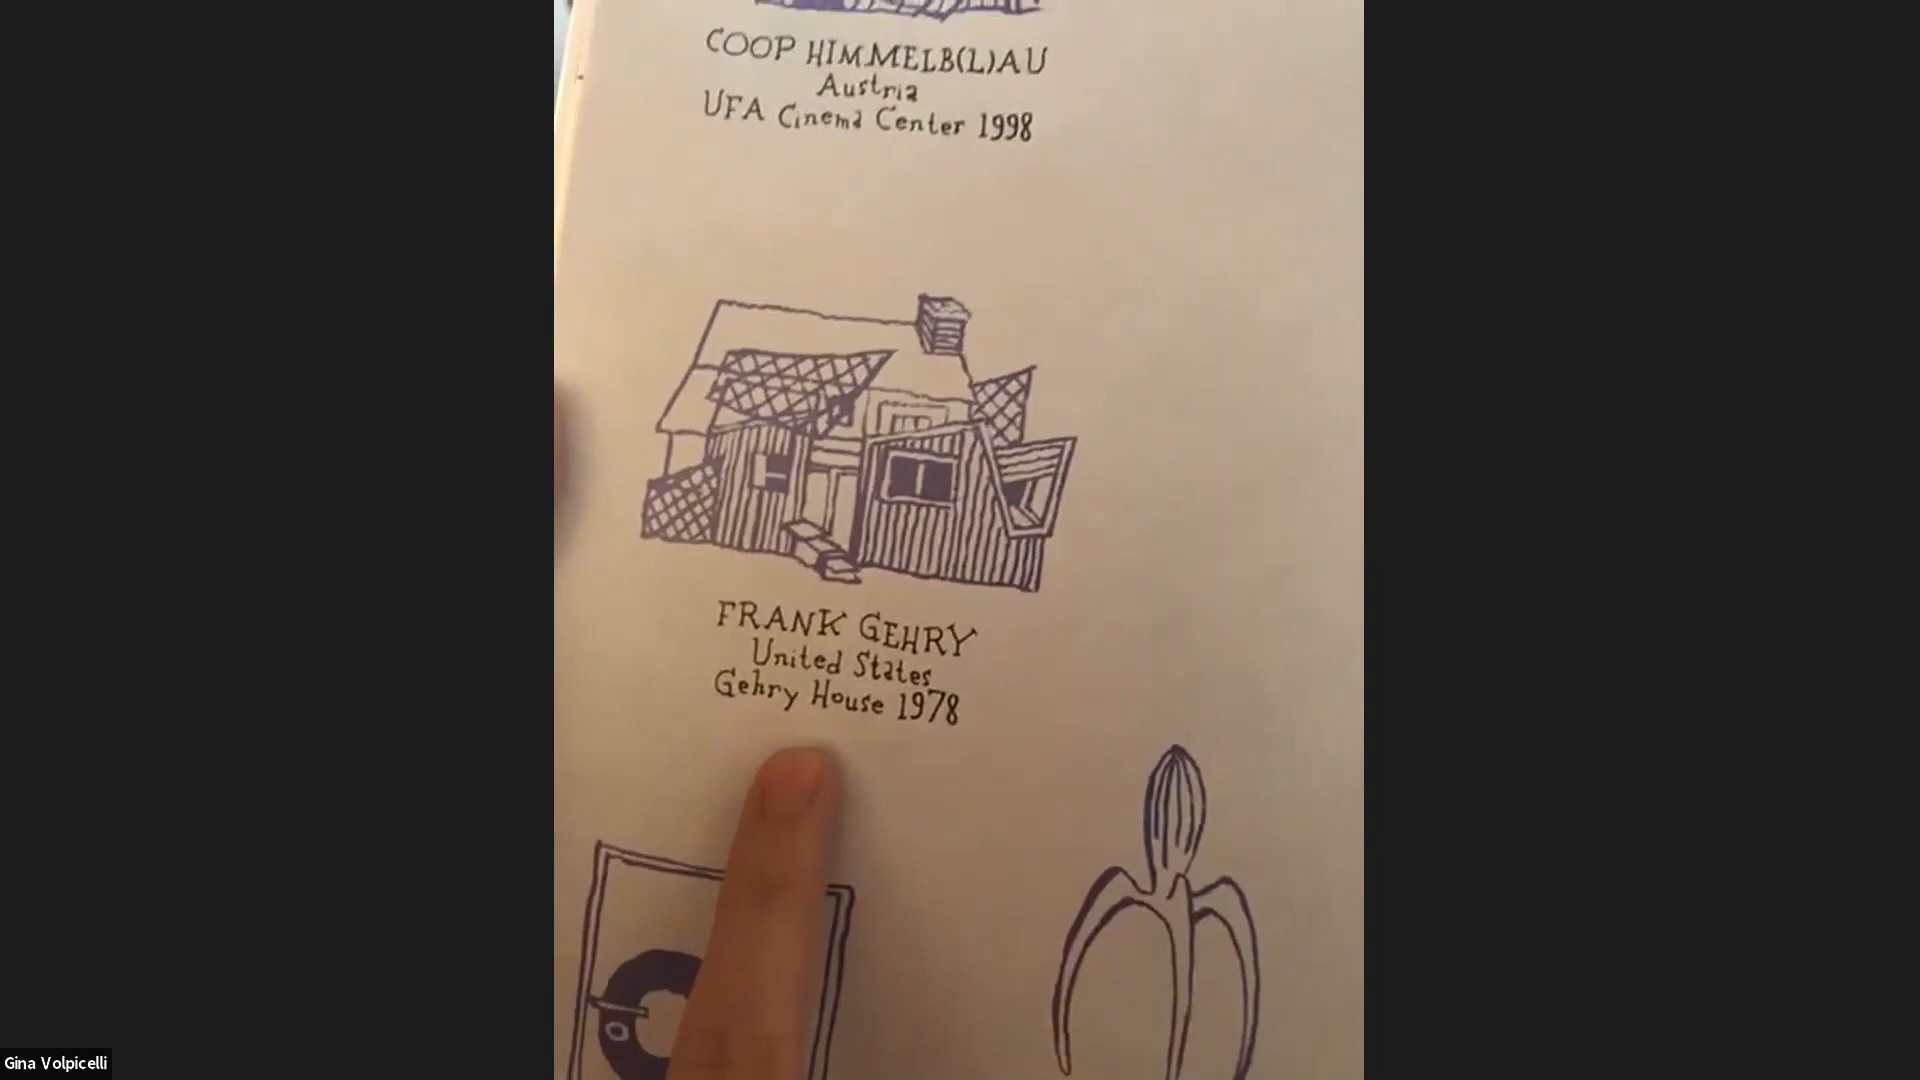 COOP HIMMELB(L)AU
Austria
UFA Cinema Center 1998
FRANK GEHRY
United States
Gehry House 1978
Gina Volpicelli